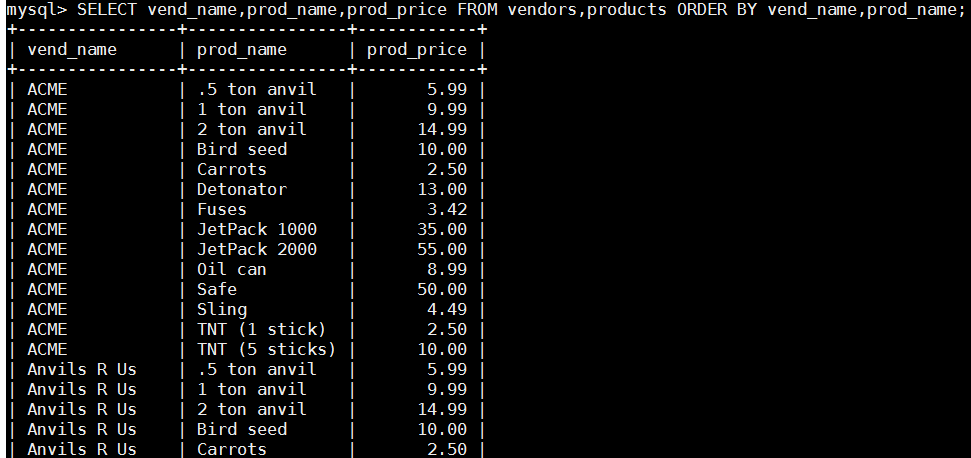 mysql> SELECT vend_name,prod_name,prod_price FROM vendors,products ORDER BY vend_name,prod_name;
+----------------+----------------+------------+
| vend_name      | prod_name      | prod_price |
+----------------+----------------+------------+
| ACME           | .5 ton anvil   |       5.99 |
| ACME           | 1 ton anvil    |       9.99 |
| ACME           | 2 ton anvil    |      14.99 |
| ACME           | Bird seed      |      10.00 |
| ACME           | Carrots        |       2.50 |
| ACME           | Detonator      |      13.00 |
| ACME           | Fuses          |       3.42 |
| ACME           | JetPack 1000   |      35.00 |
| ACME           | JetPack 2000   |      55.00 |
| ACME           | Oil can        |       8.99 |
| ACME           | Safe           |      50.00 |
| ACME           | Sling          |       4.49 |
| ACME           | TNT (1 stick)  |       2.50 |
| ACME           | TNT (5 sticks) |      10.00 |
| Anvils R Us    | .5 ton anvil   |       5.99 |
| Anvils R Us    | 1 ton anvil    |       9.99 |
| Anvils R Us    | 2 ton anvil    |      14.99 |
| Anvils R Us    | Bird seed      |      10.00 |
| Anvils R Us    | Carrots        |       2.50 |